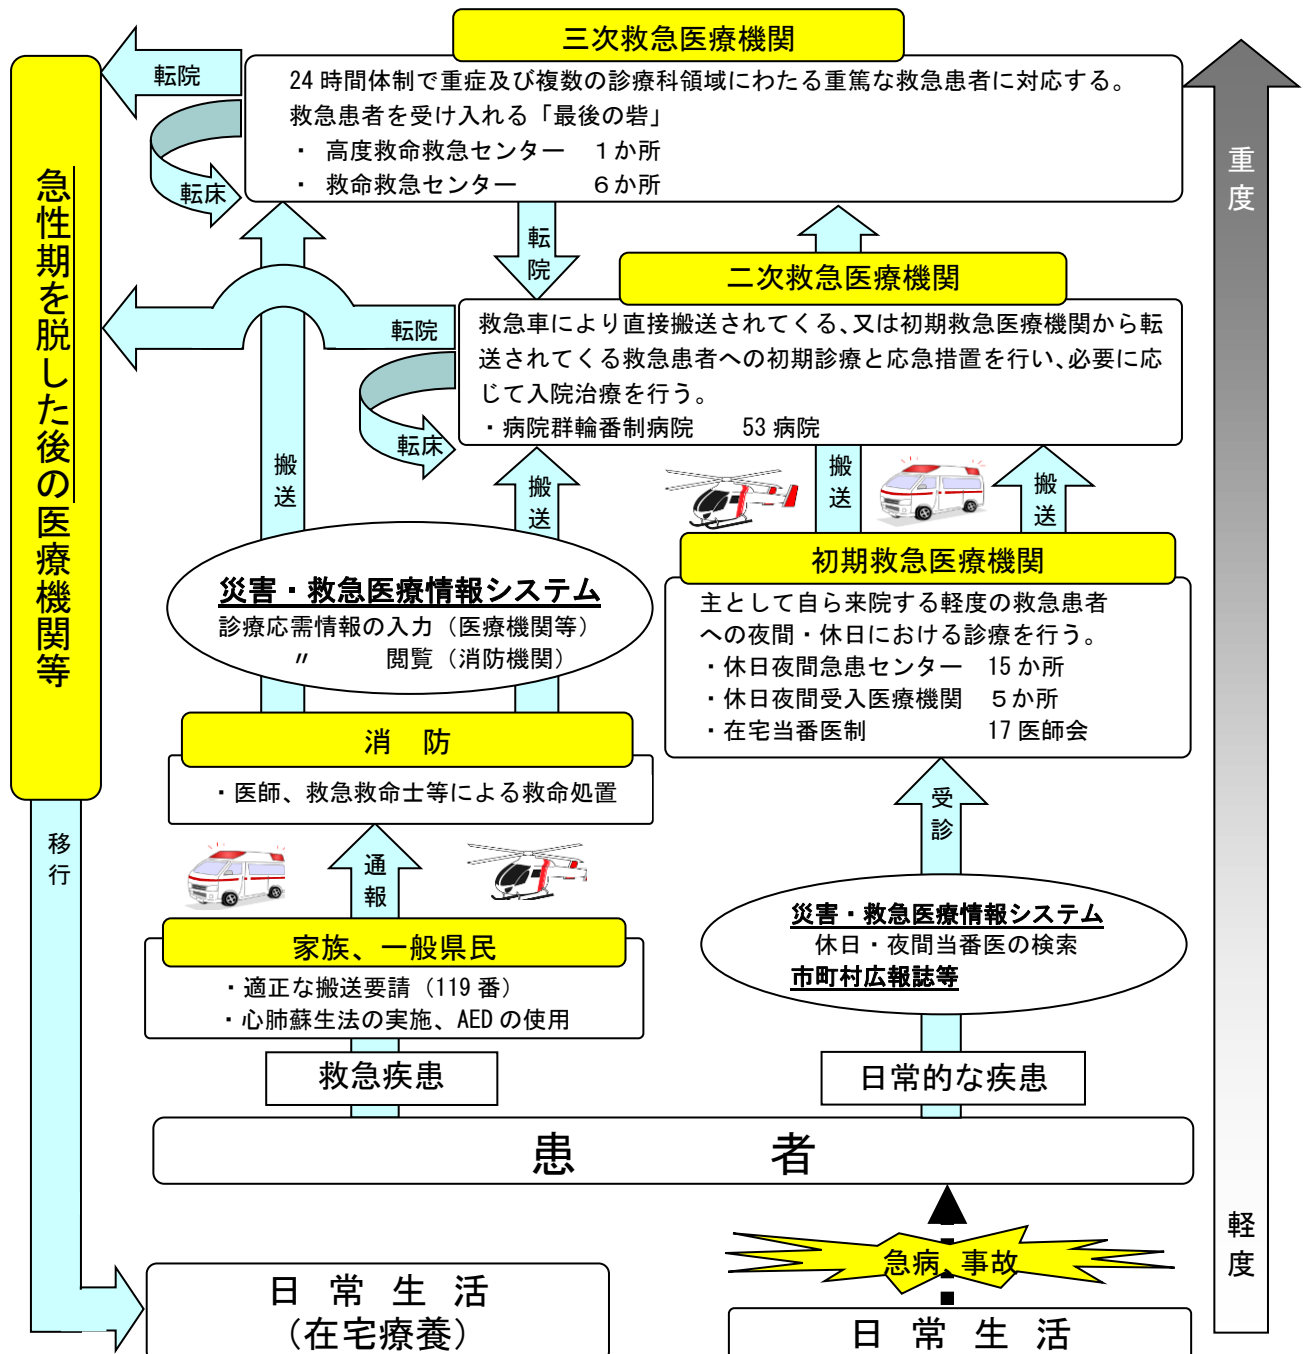 三次救急医療機関
24 時間体制で重症及び複数の診療科領域にわたる重篤な救急患者に対応する。
救急患者を受け入れる「最後の砦」
・ 高度救命救急センター １か所
・ 救命救急センター ６か所
転院
転床
重度
急性期を脱した後の医療機関等
転院
二次救急医療機関
救急車により直接搬送されてくる、又は初期救急医療機関から転
送されてくる救急患者への初期診療と応急措置を行い、必要に応
じて入院治療を行う。
・病院群輪番制病院 53 病院
転院
転床
搬送
搬送
搬送
搬送
初期救急医療機関
主として自ら来院する軽度の救急患者
への夜間・休日における診療を行う。
・休日夜間急患センター 15 か所
・休日夜間受入医療機関 ５か所
・在宅当番医制 17 医師会
災害・救急医療情報システム
診療応需情報の入力（医療機関等）
〃 閲覧（消防機関）
消 防
・医師、救急救命士等による救命処置
移行
通報
受診
家族、一般県民
・適正な搬送要請（119 番）
・心肺蘇生法の実施、AED の使用
災害・救急医療情報システム
休日・夜間当番医の検索
市町村広報誌等
救急疾患
日常的な疾患
患 者
急病、事故
軽度
日 常 生 活
（在宅療養）
日 常 生 活